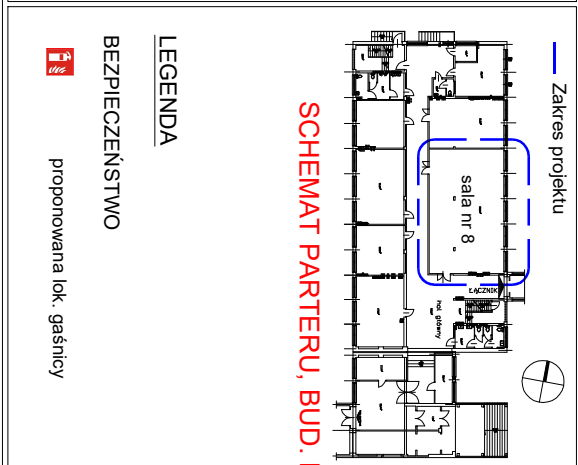 Zakres projektu
sala nr 8
ŁĄCZNIK
hol główny
SCHEMAT PARTERU, BUD.
LEGENDA
BEZPIECZEŃSTWO
proponowana lok. gaśnicy